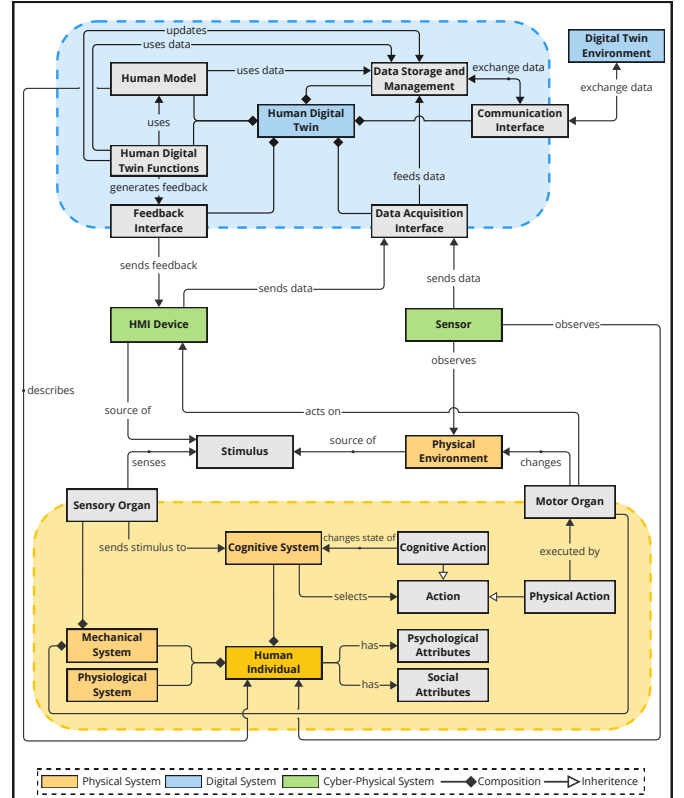 updates
uses data
Digital Twin
Environment
Human Model
uses data
Data Storage and
Management
exchange data
exchange data
Human Digital
Twin
Communication
Interface
uses
Human Digital
Twin Functions
generates feedback
feeds data
Feedback
Interface
Data Acquisition
Interface
sends feedback
sends data
sends data
HMI Device
Sensor
observes
observes
describes
source of
acts on
Stimulus
source of
Physical
Environment
senses
changes
Sensory Organ
Motor Organ
sends stimulus to
Cognitive System
changes state of
Cognitive Action
executed by
selects
Action
Physical Action
Mechanical
System
Human
Individual
has
Psychological
Attributes
Physiological
System
has
Social
Attributes
Physical System
Digital System
Cyber-Physical System
Composition
Inheritence